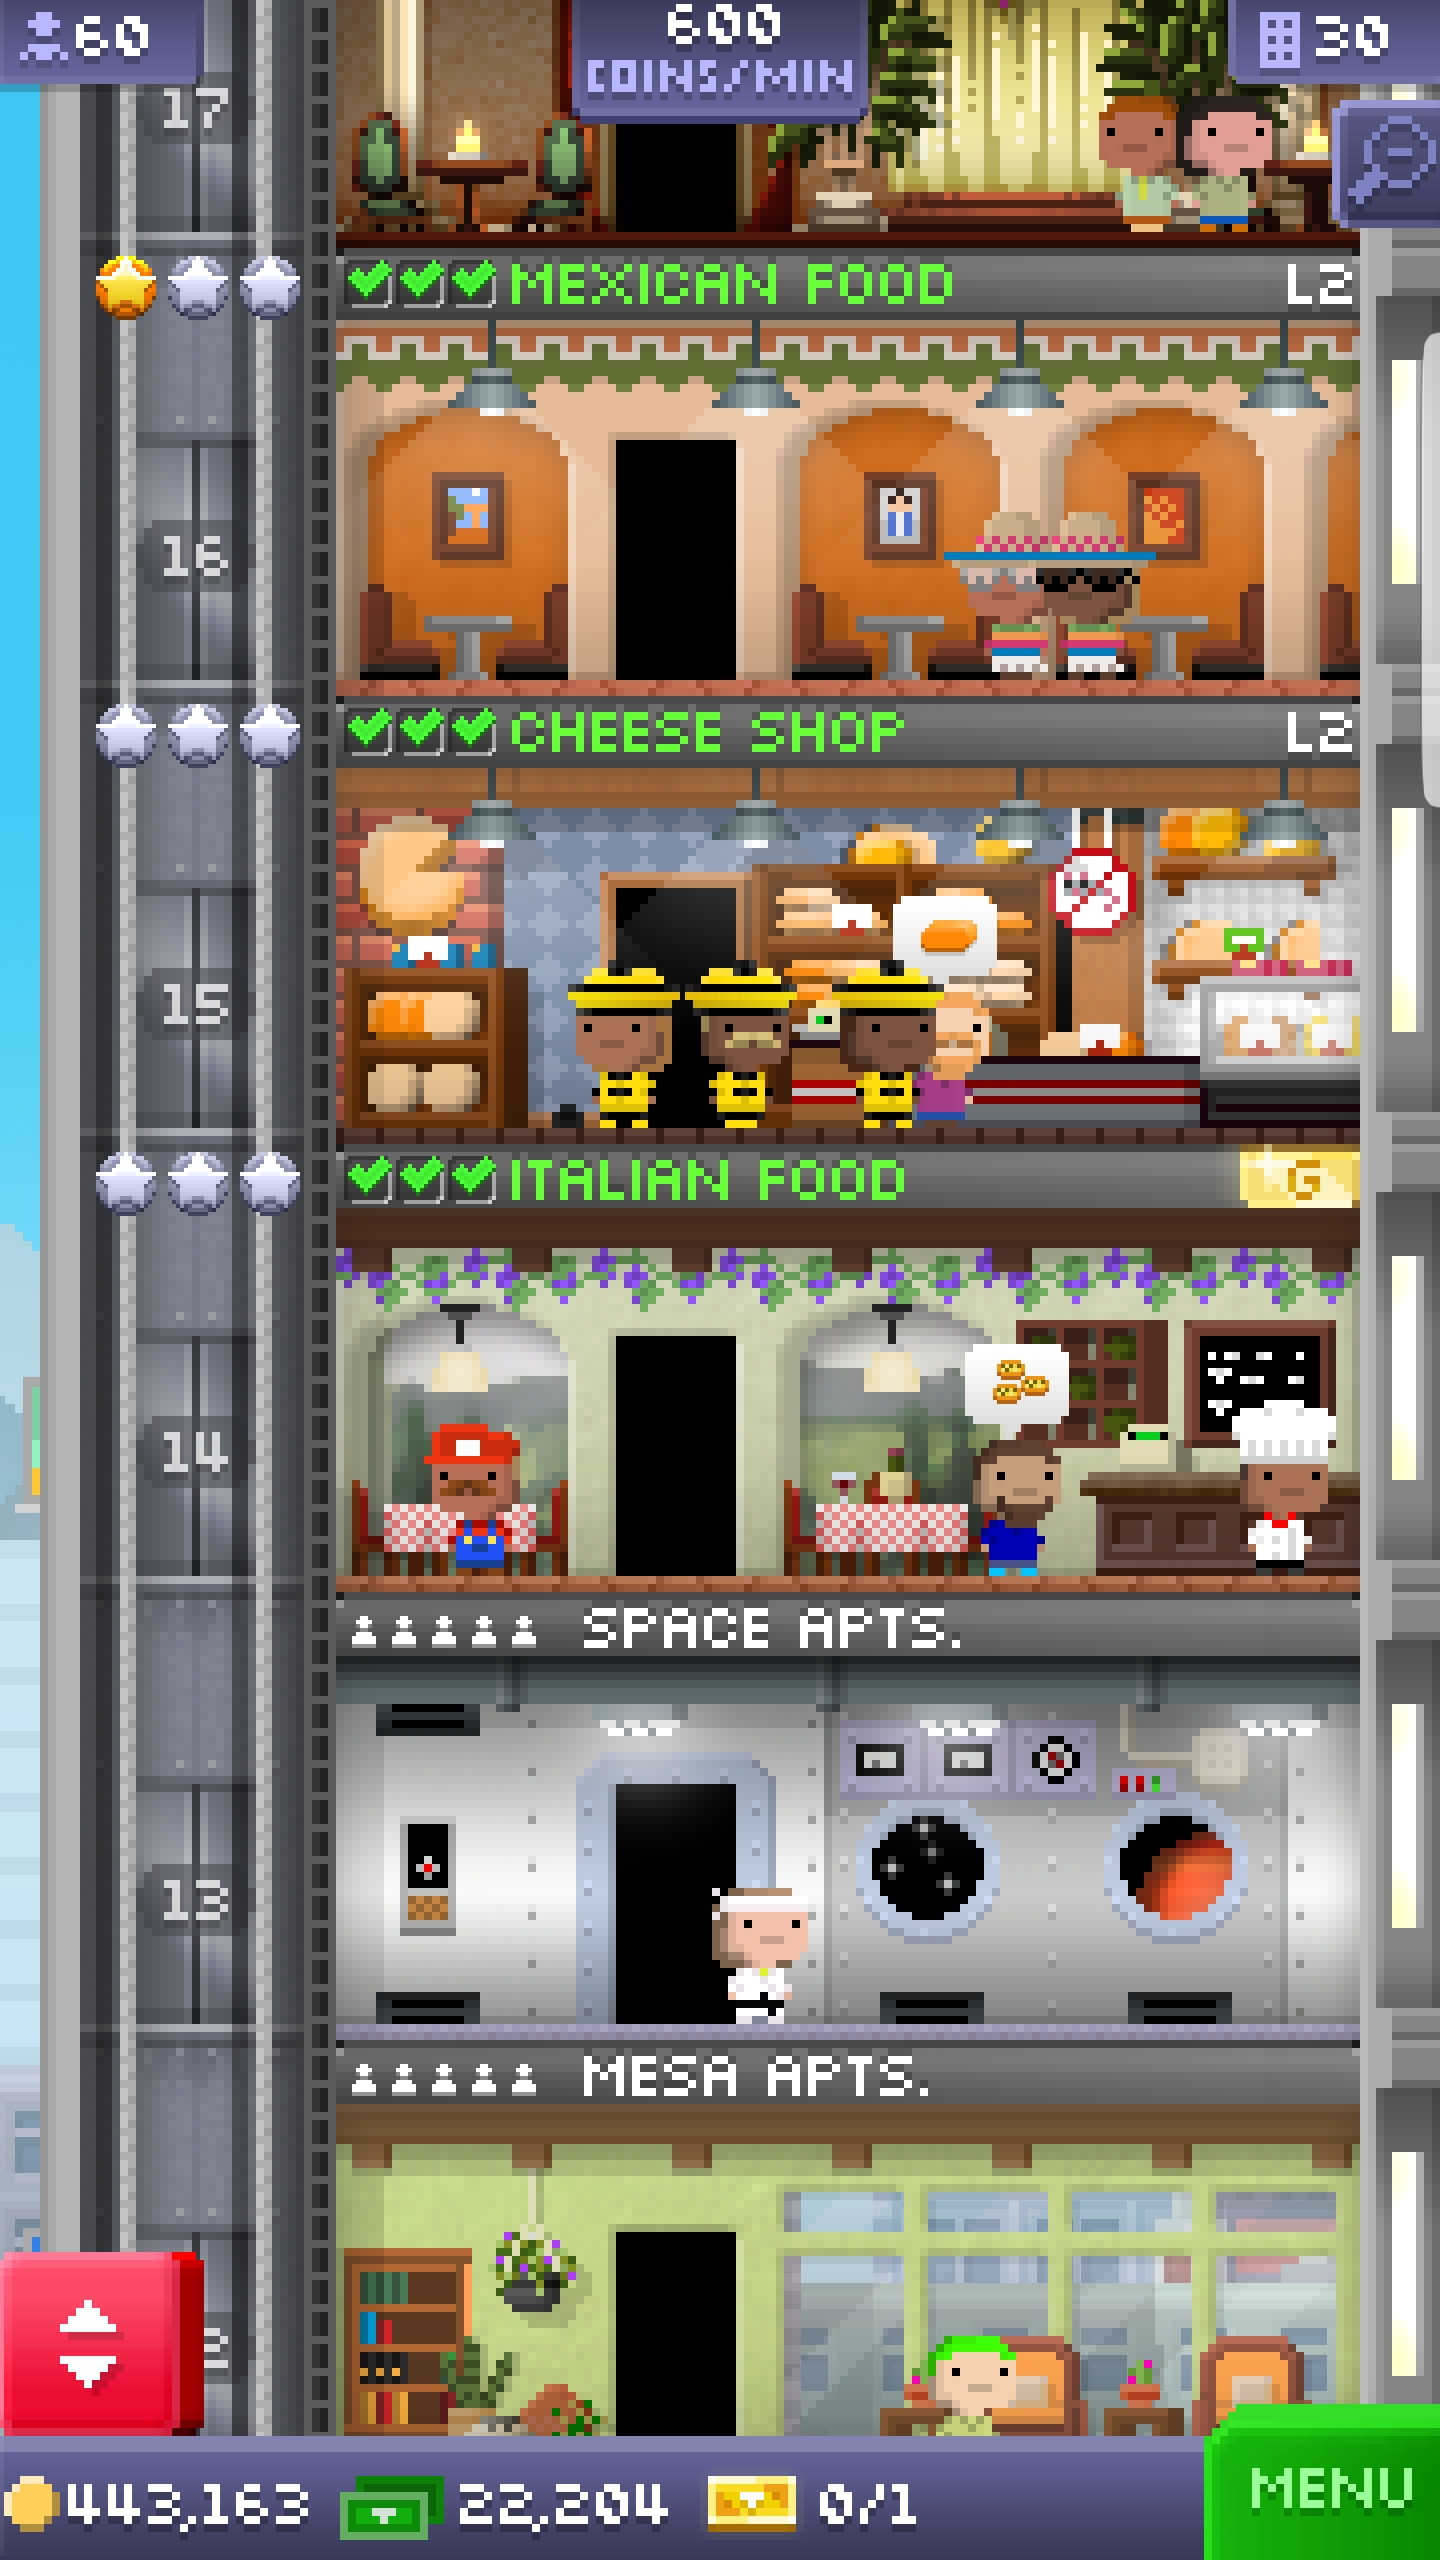 60
600
COINS/MIN
30
17
MEXICAN FOOD
L2
16
CHEESE SHOP
L2
15
ITALIAN FOOD
G
14
SPACE APTS.
13
MESA APTS.
2
443,163
22,204
0/1
MENU